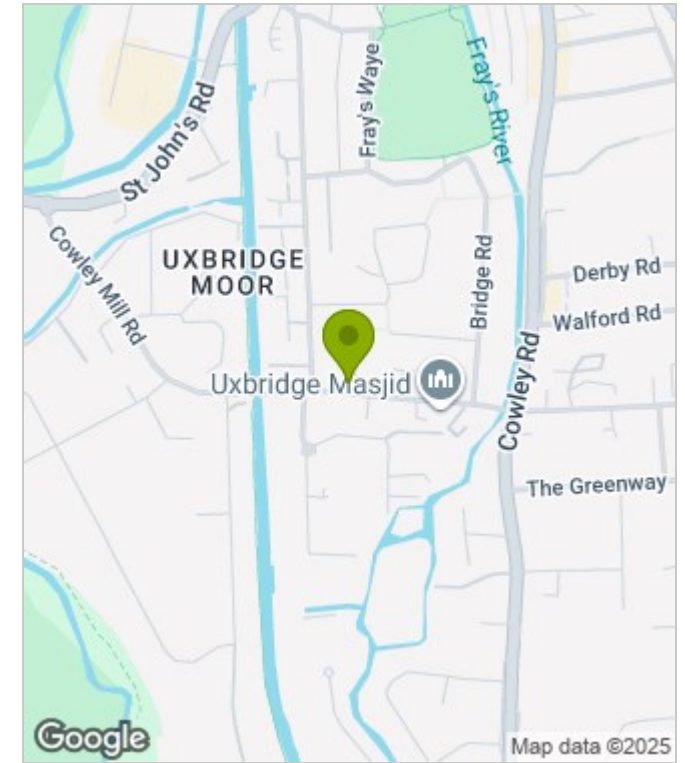 Fray's Waye
Fray's River
St John's Rd
Cowley Mill Rd
UXBRIDGE
MOOR
Bridge Rd
Derby Rd
Walford Rd
Uxbridge Masjid
Cowley Rd
The Greenway
Google
Map data ©2025